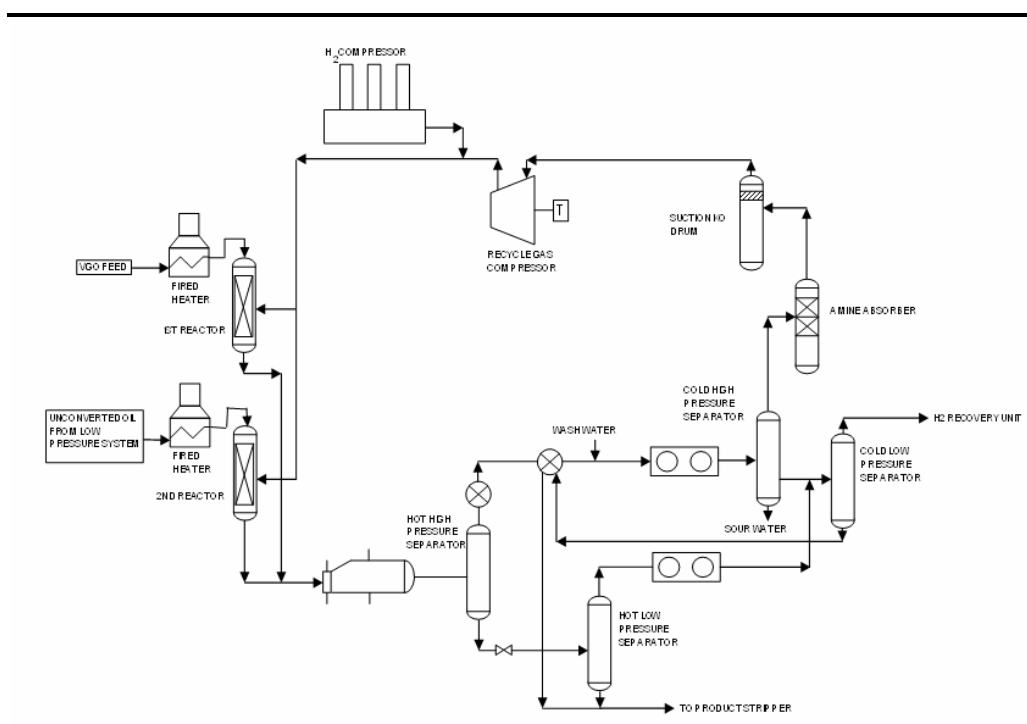 H2 COMPRESSOR
RECYCLE GAS
COMPRESSOR
T
SUCTION KO
DRUM
VGO FEED
FIRED
HEATER
1ST REACTOR
AMINE ABSORBER
UNCONVERTED OIL
FROM LOW
PRESSURE SYSTEM
FIRED
HEATER
2ND REACTOR
COLD HIGH
PRESSURE
SEPARATOR
WASH WATER
H2 RECOVERY UNIT
COLD LOW
PRESSURE
SEPARATOR
HOT HIGH
PRESSURE
SEPARATOR
SOUR WATER
HOT LOW
PRESSURE
SEPARATOR
TO PRODUCT STRIPPER